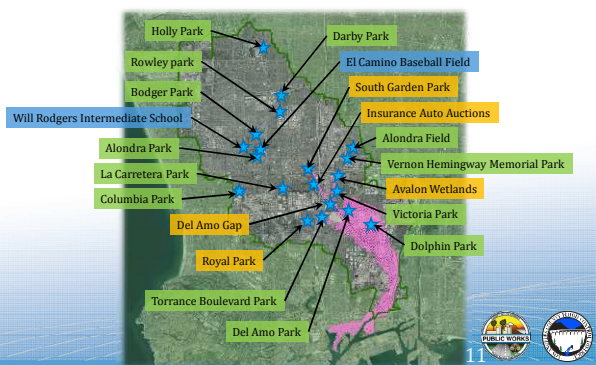 Holly Park
Darby Park
Rowley park
El Camino Baseball Field
Bodger Park
South Garden Park
Insurance Auto Auctions
Will Rodgers Intermediate School
Alondra Field
Alondra Park
Vernon Hemingway Memorial Park
La Carretera Park
Avalon Wetlands
Columbia Park
Victoria Park
Del Amo Gap
Dolphin Park
Royal Park
Torrance Boulevard Park
Del Amo Park
11
PUBLIC WORKS